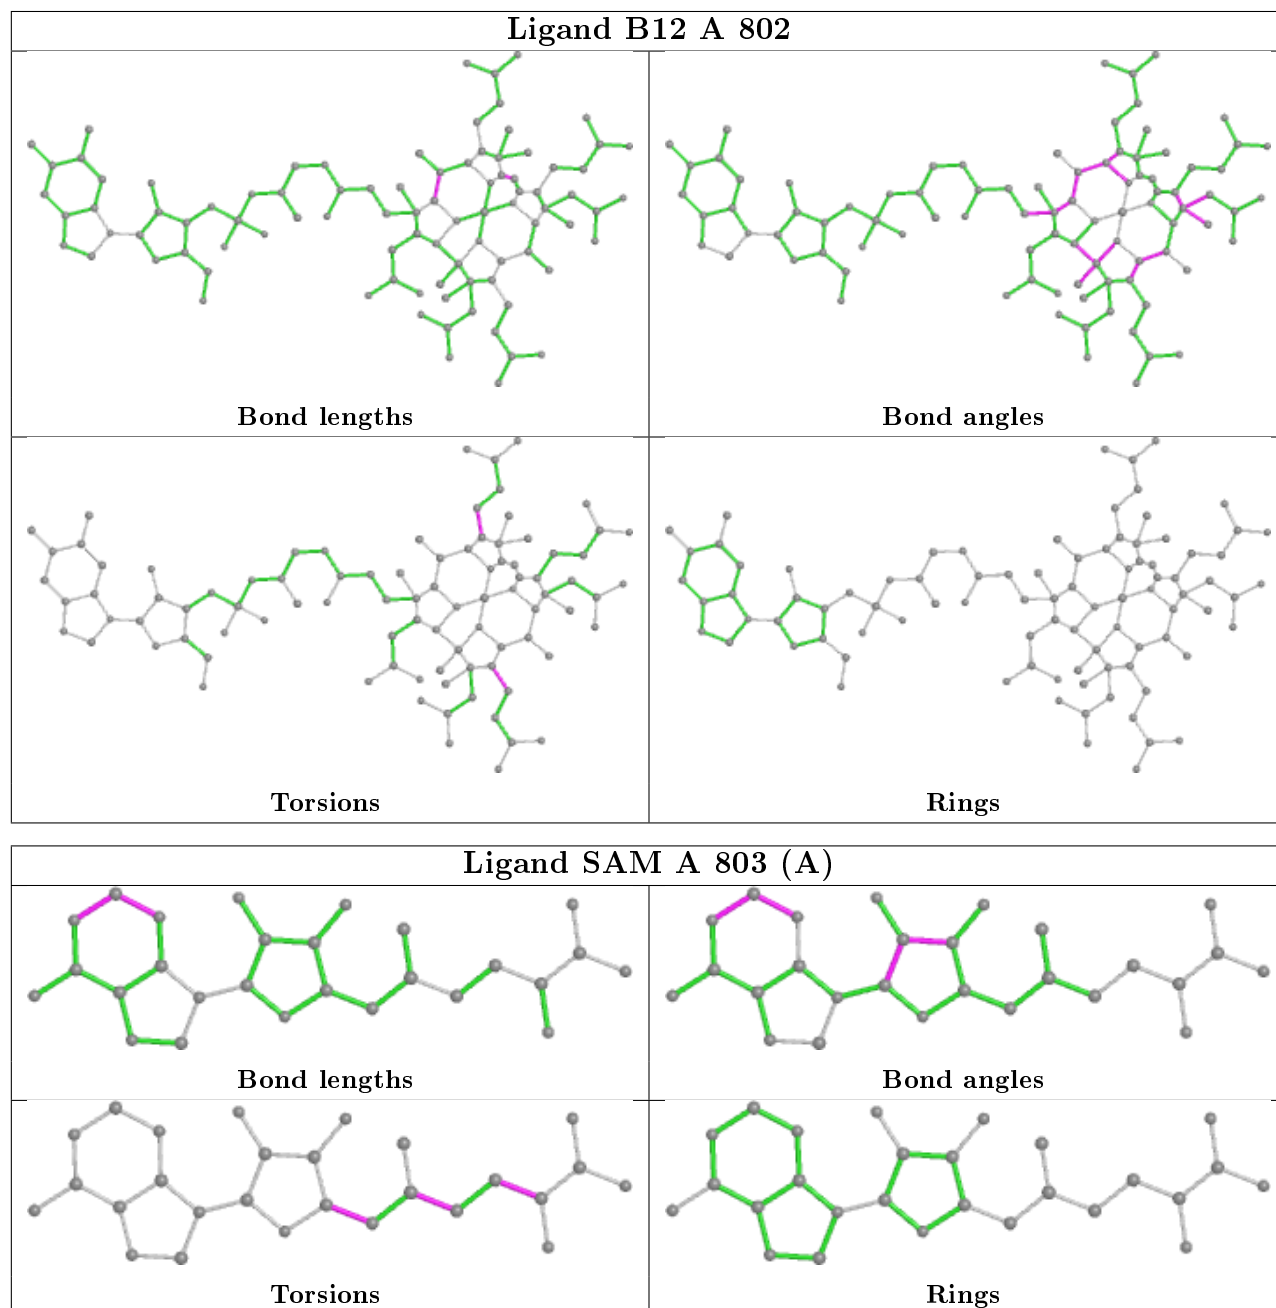 Ligand B12 A 802
Bond lengths
Bond angles
Torsions
Rings
Ligand SAM A 803 (A)
Bond lengths
Bond angles
Torsions
Rings